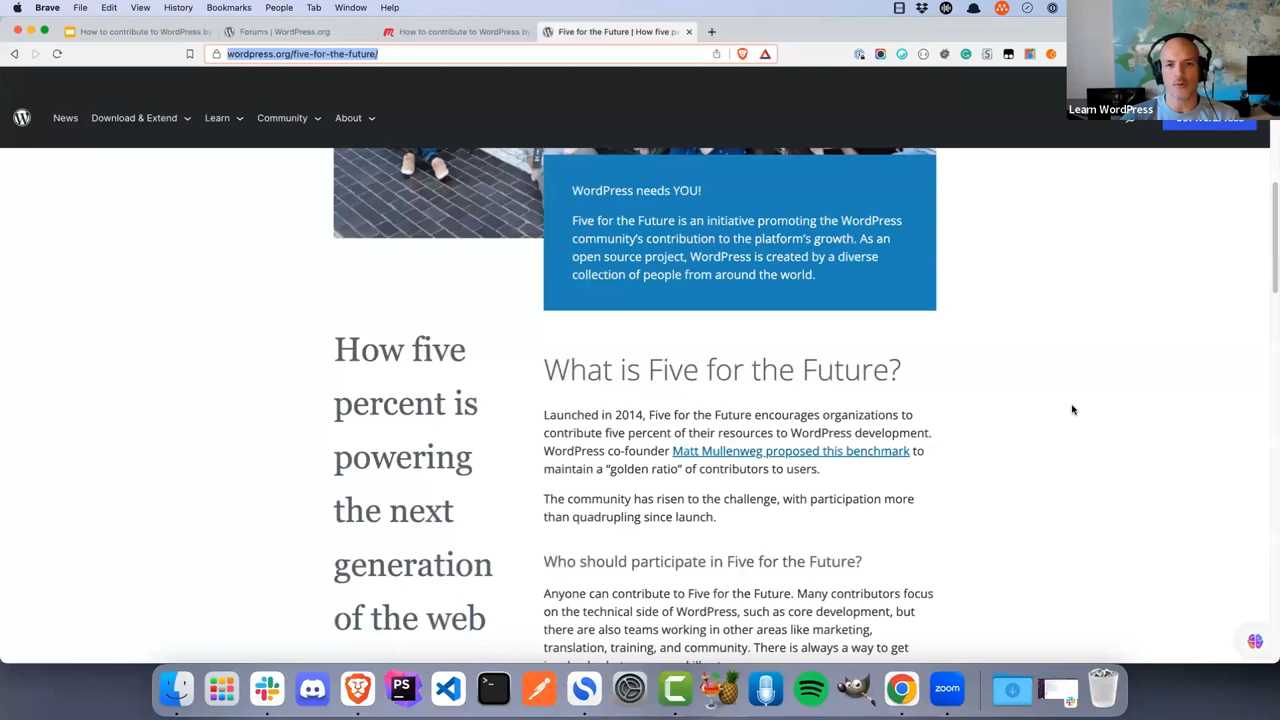 Brave File Edit View History Bookmarks People Tab Window Help
How to contribute to WordPress by
Forums | WordPress.org
How to contribute to WordPress by
Five for the Future | How five p
wordpress.org/five-for-the-future/
Learn WordPress
News Download & Extend Learn Community About
WordPress needs YOU!
Five for the Future is an initiative promoting the WordPress
community's contribution to the platform's growth. As an
open source project, WordPress is created by a diverse
collection of people from around the world.
How five
percent is
powering
the next
generation
of the web
What is Five for the Future?
Launched in 2014, Five for the Future encourages organizations to
contribute five percent of their resources to WordPress development.
WordPress co-founder Matt Mullenweg proposed this benchmark to
maintain a “golden ratio” of contributors to users.
The community has risen to the challenge, with participation more
than quadrupling since launch.
Who should participate in Five for the Future?
Anyone can contribute to Five for the Future. Many contributors focus
on the technical side of WordPress, such as core development, but
there are also teams working in other areas like marketing,
translation, training, and community. There is always a way to get
PS
zoom